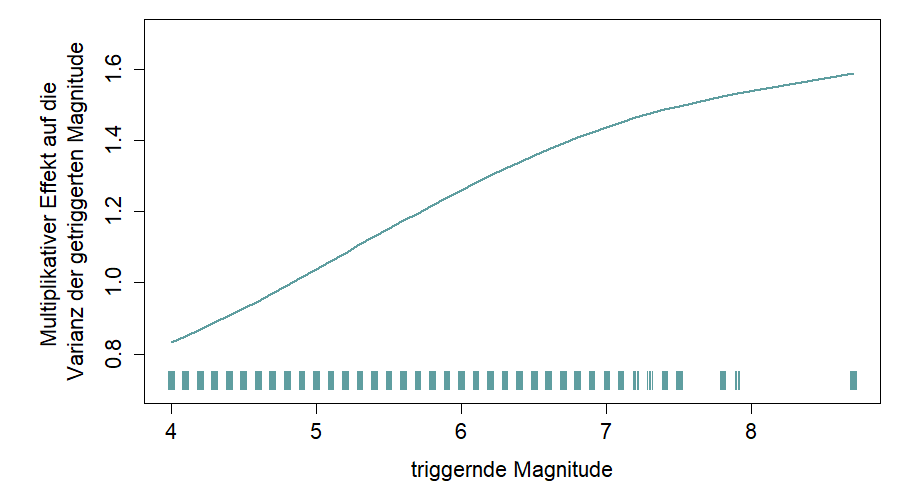 Multiplikativer Effekt auf die
Varianz der getriggerten Magnitude
1.6
1.4
1.2
1.0
0.8
4 5 6 7 8
triggernde Magnitude